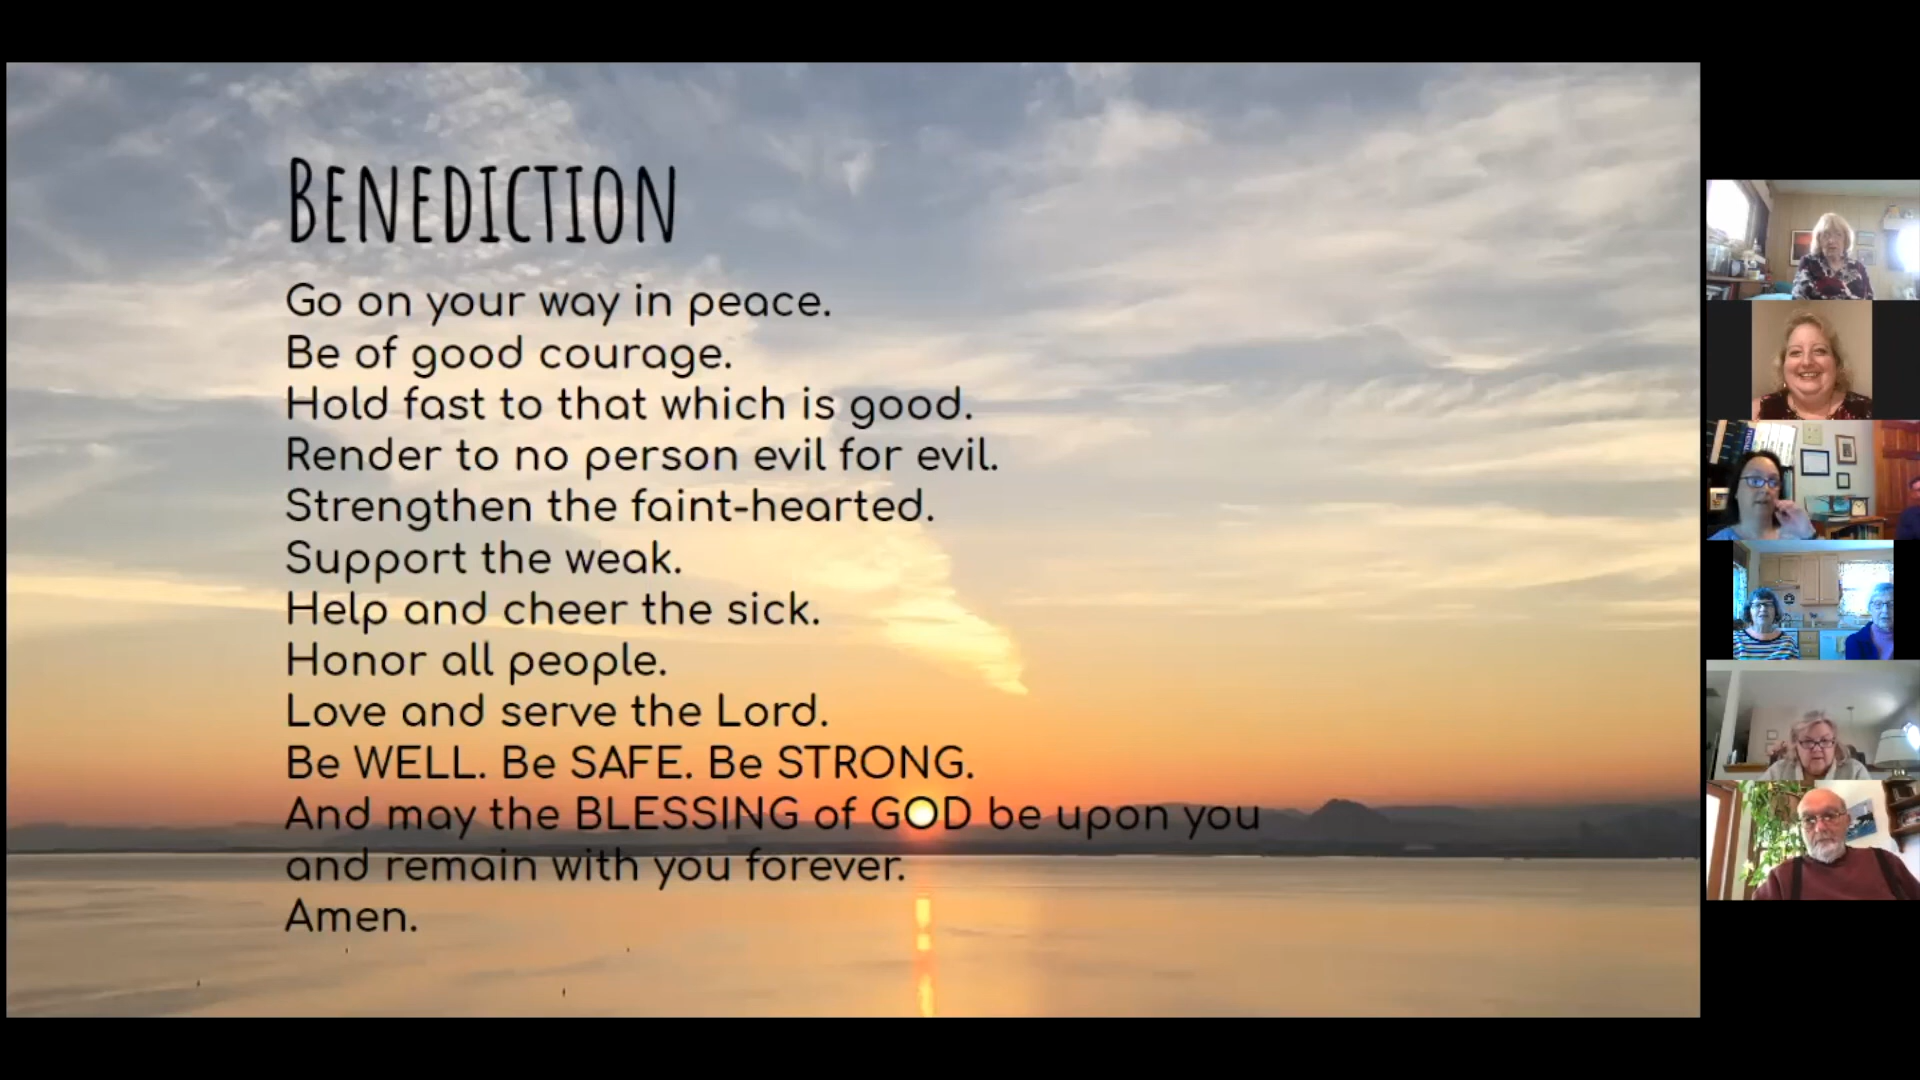 BENEDICTION
Go on your way in peace.
Be of good courage.
Hold fast to that which is good.
Render to no person evil for evil.
Strengthen the faint-hearted.
Support the weak.
Help and cheer the sick.
Honor all people.
Love and serve the Lord.
Be WELL. Be SAFE. Be STRONG.
And may the BLESSING of GOD be upon you
and remain with you forever.
Amen.